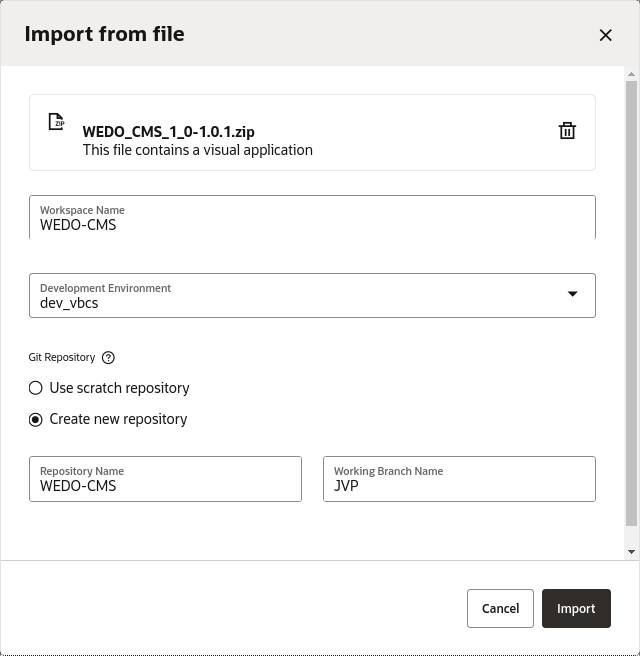 Import from file
ZIP
WEDO_CMS_1_0-1.0.1.zip
This file contains a visual application
Workspace Name
WEDO-CMS
Development Environment
dev_vbcs
Git Repository ?
Use scratch repository
Create new repository
Repository Name
WEDO-CMS
Working Branch Name
JVP
Cancel
Import